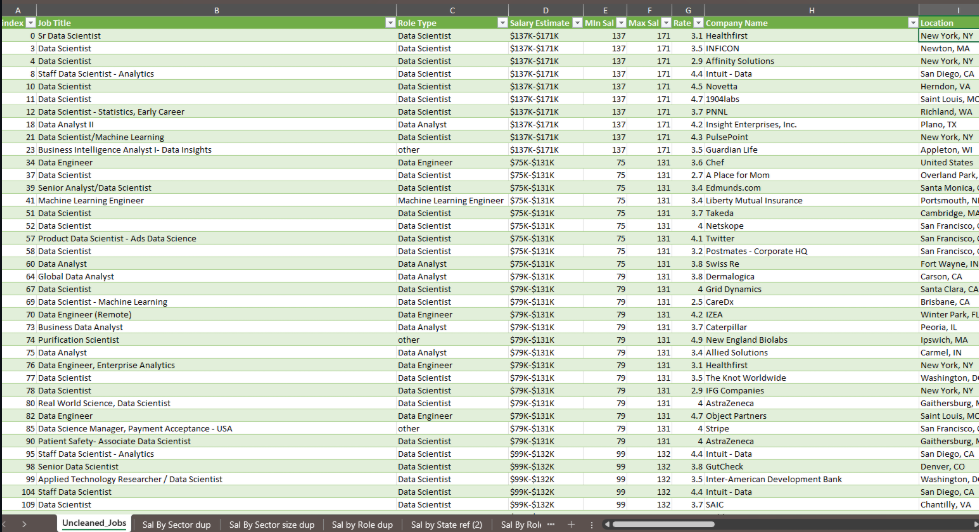 A B C D E F G H I
index Job Title Role Type Salary Estimate MIn Sal Max Sal Rate Company Name Location
0 Sr Data Scientist Data Scientist $137K-$171K 137 171 3.1 Healthfirst New York, NY
3 Data Scientist Data Scientist $137K-$171K 137 171 3.5 INFICON Newton, MA
4 Data Scientist Data Scientist $137K-$171K 137 171 2.9 Affinity Solutions New York, NY
8 Staff Data Scientist - Analytics Data Scientist $137K-$171K 137 171 4.4 Intuit - Data San Diego, CA
10 Data Scientist Data Scientist $137K-$171K 137 171 4.5 Novetta Herndon, VA
11 Data Scientist Data Scientist $137K-$171K 137 171 4.7 1904labs Saint Louis, MO
12 Data Scientist - Statistics, Early Career Data Scientist $137K-$171K 137 171 3.7 PNNL Richland, WA
18 Data Analyst II Data Analyst $137K-$171K 137 171 4.2 Insight Enterprises, Inc. Plano, TX
21 Data Scientist/Machine Learning Data Scientist $137K-$171K 137 171 4.3 PulsePoint New York, NY
23 Business Intelligence Analyst I- Data Insights other $137K-$171K 137 171 3.5 Guardian Life Appleton, WI
34 Data Engineer Data Engineer $75K-$131K 75 131 3.6 Chef United States
37 Data Scientist Data Scientist $75K-$131K 75 131 2.7 A Place for Mom Overland Park,
39 Senior Analyst/Data Scientist Data Scientist $75K-$131K 75 131 3.4 Edmunds.com Santa Monica,
41 Machine Learning Engineer Machine Learning Engineer $75K-$131K 75 131 3.4 Liberty Mutual Insurance Portsmouth,
51 Data Scientist Data Scientist $75K-$131K 75 131 3.7 Takeda Cambridge, MA
52 Data Scientist Data Scientist $75K-$131K 75 131 4 Netskope San Francisco,
57 Product Data Scientist - Ads Data Science Data Scientist $75K-$131K 75 131 4.1 Twitter San Francisco,
58 Data Scientist Data Scientist $75K-$131K 75 131 3.2 Postmates - Corporate HQ San Francisco,
60 Data Analyst Data Analyst $75K-$131K 75 131 3.8 Swiss Re Fort Wayne, IN
64 Global Data Analyst Data Analyst $79K-$131K 79 131 3.8 Dermalogica Carson, CA
67 Data Scientist Data Scientist $79K-$131K 79 131 4 Grid Dynamics Santa Clara, CA
69 Data Scientist - Machine Learning Data Scientist $79K-$131K 79 131 2.5 CareDx Brisbane, CA
70 Data Engineer (Remote) Data Engineer $79K-$131K 79 131 4.2 IZEA Winter Park, FL
73 Business Data Analyst Data Analyst $79K-$131K 79 131 3.7 Caterpillar Peoria, IL
74 Purification Scientist other $79K-$131K 79 131 4.9 New England Biolabs Ipswich, MA
75 Data Analyst Data Analyst $79K-$131K 79 131 3.4 Allied Solutions Carmel, IN
76 Data Engineer, Enterprise Analytics Data Engineer $79K-$131K 79 131 3.1 Healthfirst New York, NY
77 Data Scientist Data Scientist $79K-$131K 79 131 3.5 The Knot Worldwide Washington,
78 Data Scientist Data Scientist $79K-$131K 79 131 2.9 JFG Companies New York, NY
80 Real World Science, Data Scientist Data Scientist $79K-$131K 79 131 4 AstraZeneca Gaithersburg,
82 Data Engineer Data Engineer $79K-$131K 79 131 4.7 Object Partners Saint Louis, MO
85 Data Science Manager, Payment Acceptance - USA other $79K-$131K 79 131 4 Stripe San Francisco,
90 Patient Safety- Associate Data Scientist Data Scientist $79K-$131K 79 131 4 AstraZeneca Gaithersburg,
95 Staff Data Scientist - Analytics Data Scientist $99K-$132K 99 132 4.4 Intuit - Data San Diego, CA
98 Senior Data Scientist Data Scientist $99K-$132K 99 132 3.8 GutCheck Denver, CO
99 Applied Technology Researcher / Data Scientist Data Scientist $99K-$132K 99 132 3.5 Inter-American Development Bank Washington,
104 Staff Data Scientist Data Scientist $99K-$132K 99 132 4.4 Intuit - Data San Diego, CA
109 Data Scientist Data Scientist $99K-$132K 99 132 3.7 SAIC Chantilly, VA
Uncleaned_Jobs Sal By Sector dup Sal By Sector size dup Sal by Role dup Sal by State ref (2) Sal By Role ...